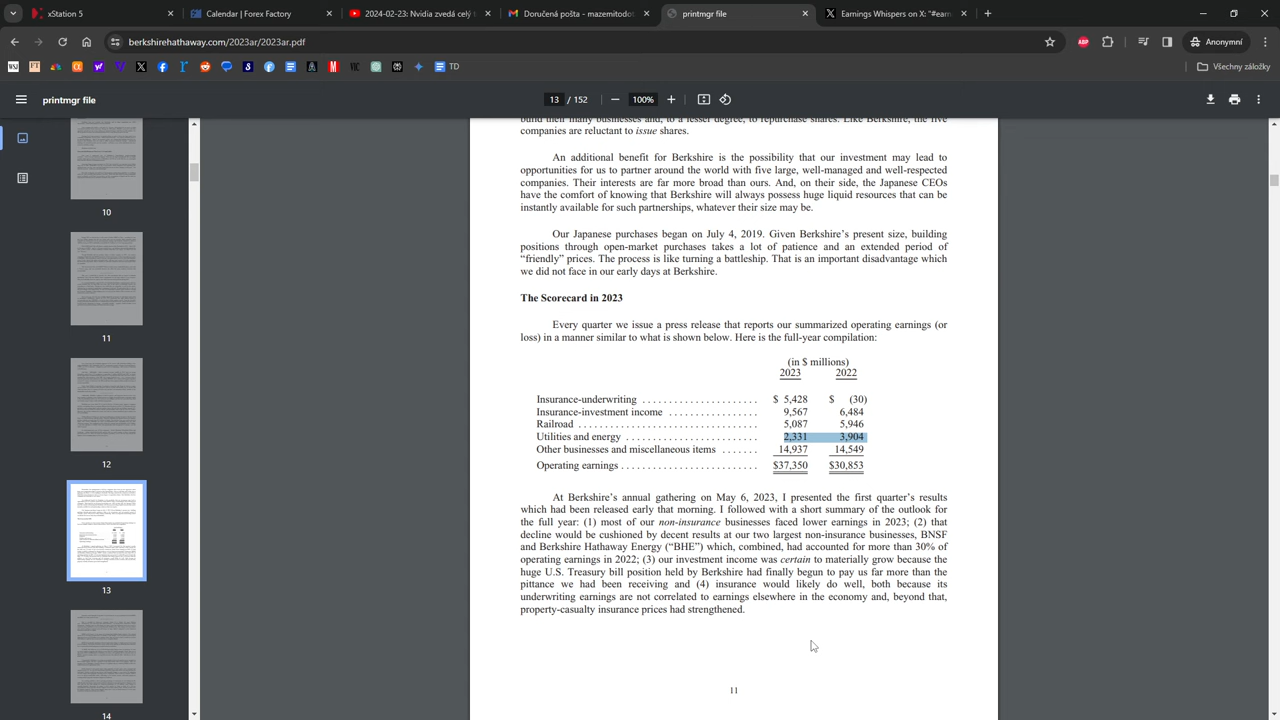 xStation 5
Calendar | Forex Factory
2024-02-23: Nvidia zvedá celý t
Doručená pošta - mazemitodot
printmgr file
Earnings Whispers on X: "#ear
berkshirehathaway.com/2023ar/2023ar.pdf
Anonymní
TD
Všechny záložky
printmgr file
13 / 152
100%
10
11
12
13
14
companies are reluctant to issue shares.
An additional benefit for Berkshire is the possibility that our investment may lead to
opportunities for us to partner around the world with five large, well-managed and well-respected
companies. Their interests are far more broad than ours. And, on their side, the Japanese CEOs
have the comfort of knowing that Berkshire will always possess huge liquid resources that can be
instantly available for such partnerships, whatever their size may be.
Our Japanese purchases began on July 4, 2019. Given Berkshire's present size, building
positions through open-market purchases takes a lot of patience and an extended period of
“friendly” prices. The process is like turning a battleship. That is an important disadvantage which
we did not face in our early days at Berkshire.
The Scorecard in 2023
Every quarter we issue a press release that reports our summarized operating earnings (or
loss) in a manner similar to what is shown below. Here is the full-year compilation:
(in $ millions)
2023 2022
Insurance-underwriting . . . . . . . . . . . . . . . . . . . . . . . . . $ 5,428 $ (30)
Insurance-investment income . . . . . . . . . . . . . . . . . . . 9,567 6,484
Railroad . . . . . . . . . . . . . . . . . . . . . . . . . . . . . . . . . . . . . . 5,087 5,946
Utilities and energy . . . . . . . . . . . . . . . . . . . . . . . . . . . . 2,331 3,904
Other businesses and miscellaneous items . . . . . . . 14,937 14,549
Operating earnings . . . . . . . . . . . . . . . . . . . . . . . . . . . . . $37,350 $30,853
At Berkshire's annual gathering on May 6, 2023, I presented the first quarter's results
which had been released early that morning. I followed with a short summary of the outlook for
the full year: (1) most of our non-insurance businesses faced lower earnings in 2023; (2) that
decline would be cushioned by decent results at our two largest non-insurance businesses, BNSF
and Berkshire Hathaway Energy (“BHE”) which, combined, had accounted for more than 30% of
operating earnings in 2022; (3) our investment income was certain to materially grow because the
huge U.S. Treasury bill position held by Berkshire had finally begun to pay us far more than the
pittance we had been receiving and (4) insurance would likely do well, both because its
underwriting earnings are not correlated to earnings elsewhere in the economy and, beyond that,
property-casualty insurance prices had strengthened.
11